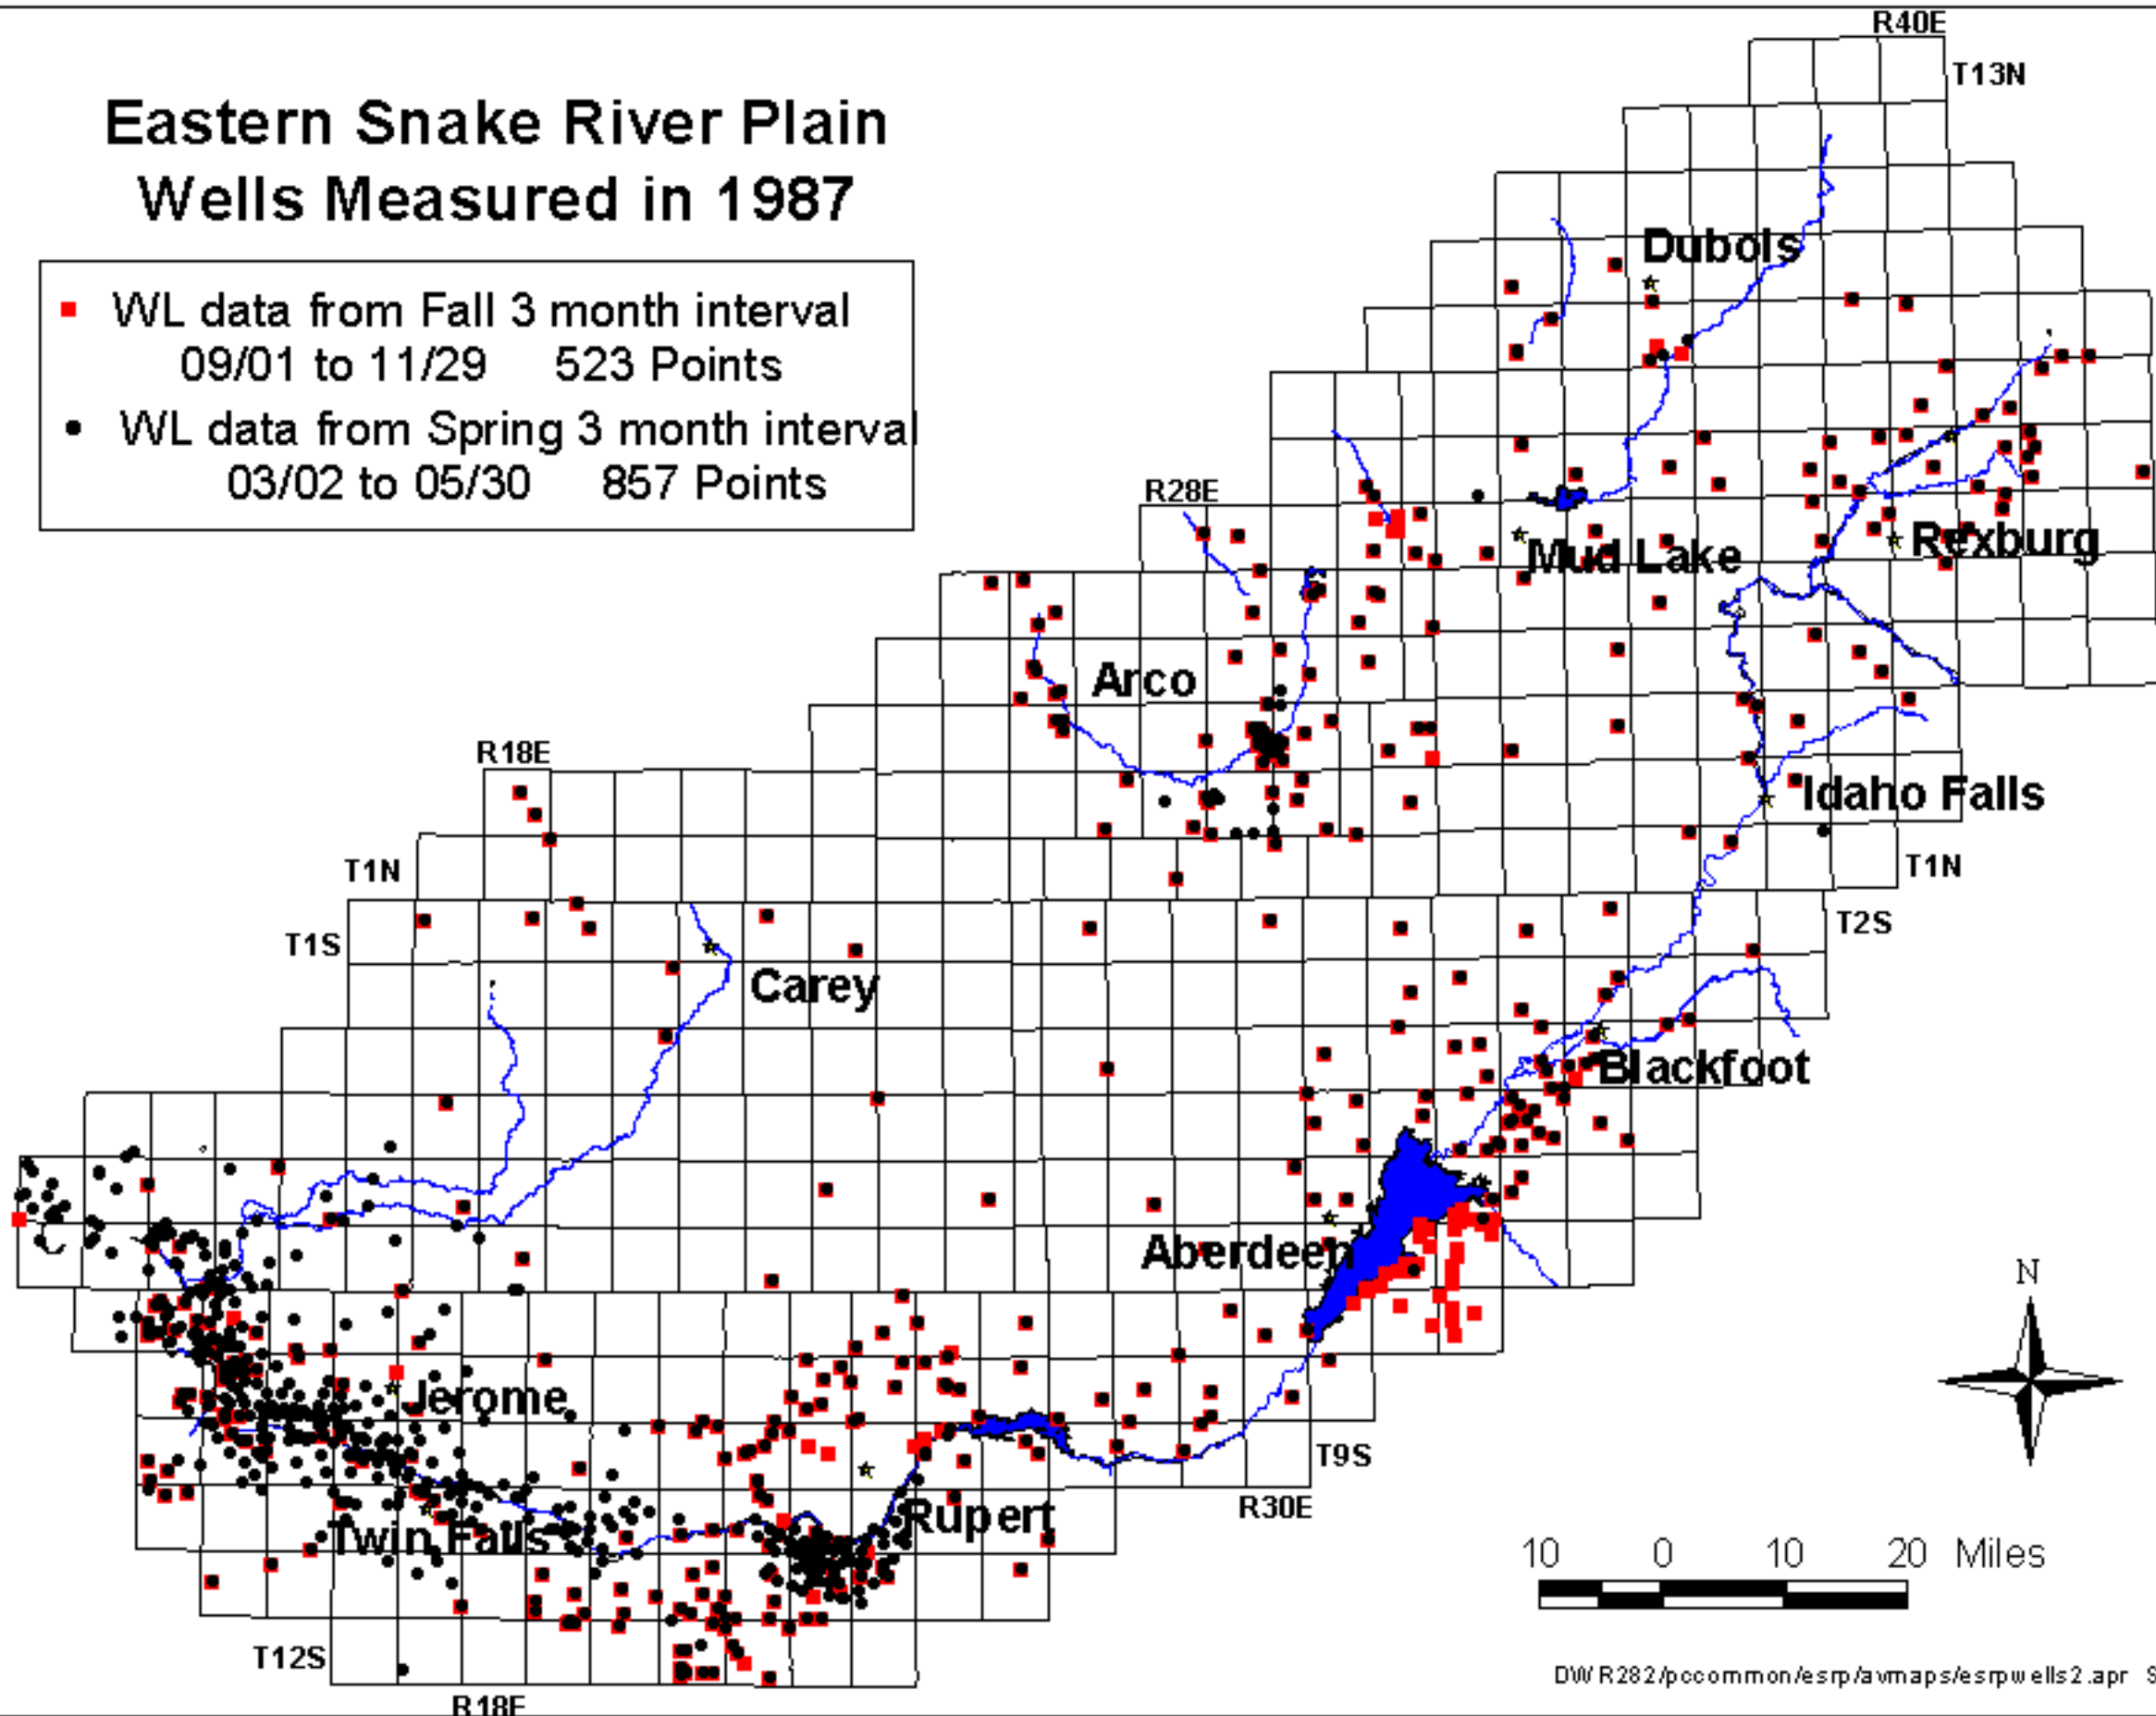 R40E
T13N
Eastern Snake River Plain
Wells Measured in 1987
WL data from Fall 3 month interval
09/01 to 11/29 523 Points
WL data from Spring 3 month interval
03/02 to 05/30 857 Points
Dubois
R28E
Mud Lake
Rexburg
Arco
R18E
Idaho Falls
T1N
T1N
T2S
T1S
Carey
Blackfoot
Aberdeen
N
Jerome
T9S
R30E
Rupert
Twin Falls
10 0 10 20 Miles
T12S
DWR282/pccommon/esrp/avmaps/esrpwells2.apr S
R18E